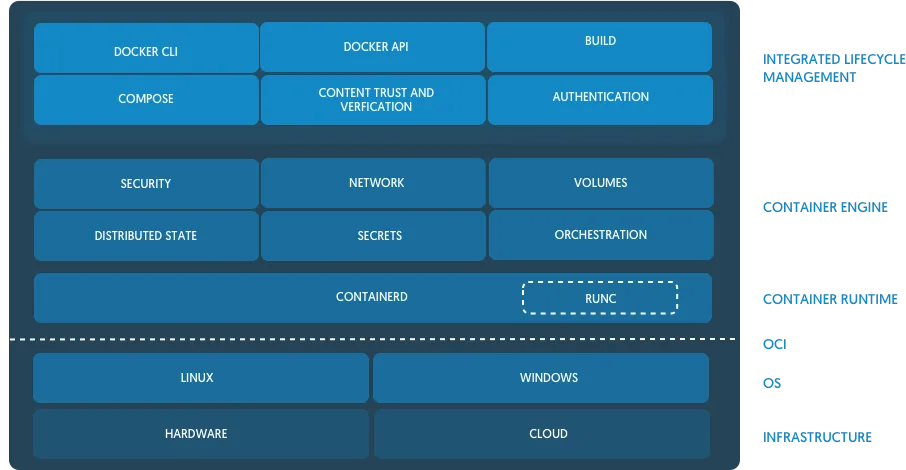 DOCKER CLI
DOCKER API
BUILD
INTEGRATED LIFECYCLE
MANAGEMENT
COMPOSE
CONTENT TRUST AND
VERFICATION
AUTHENTICATION
SECURITY
NETWORK
VOLUMES
CONTAINER ENGINE
DISTRIBUTED STATE
SECRETS
ORCHESTRATION
CONTAINERD
RUNC
CONTAINER RUNTIME
OCI
LINUX
WINDOWS
OS
HARDWARE
CLOUD
INFRASTRUCTURE